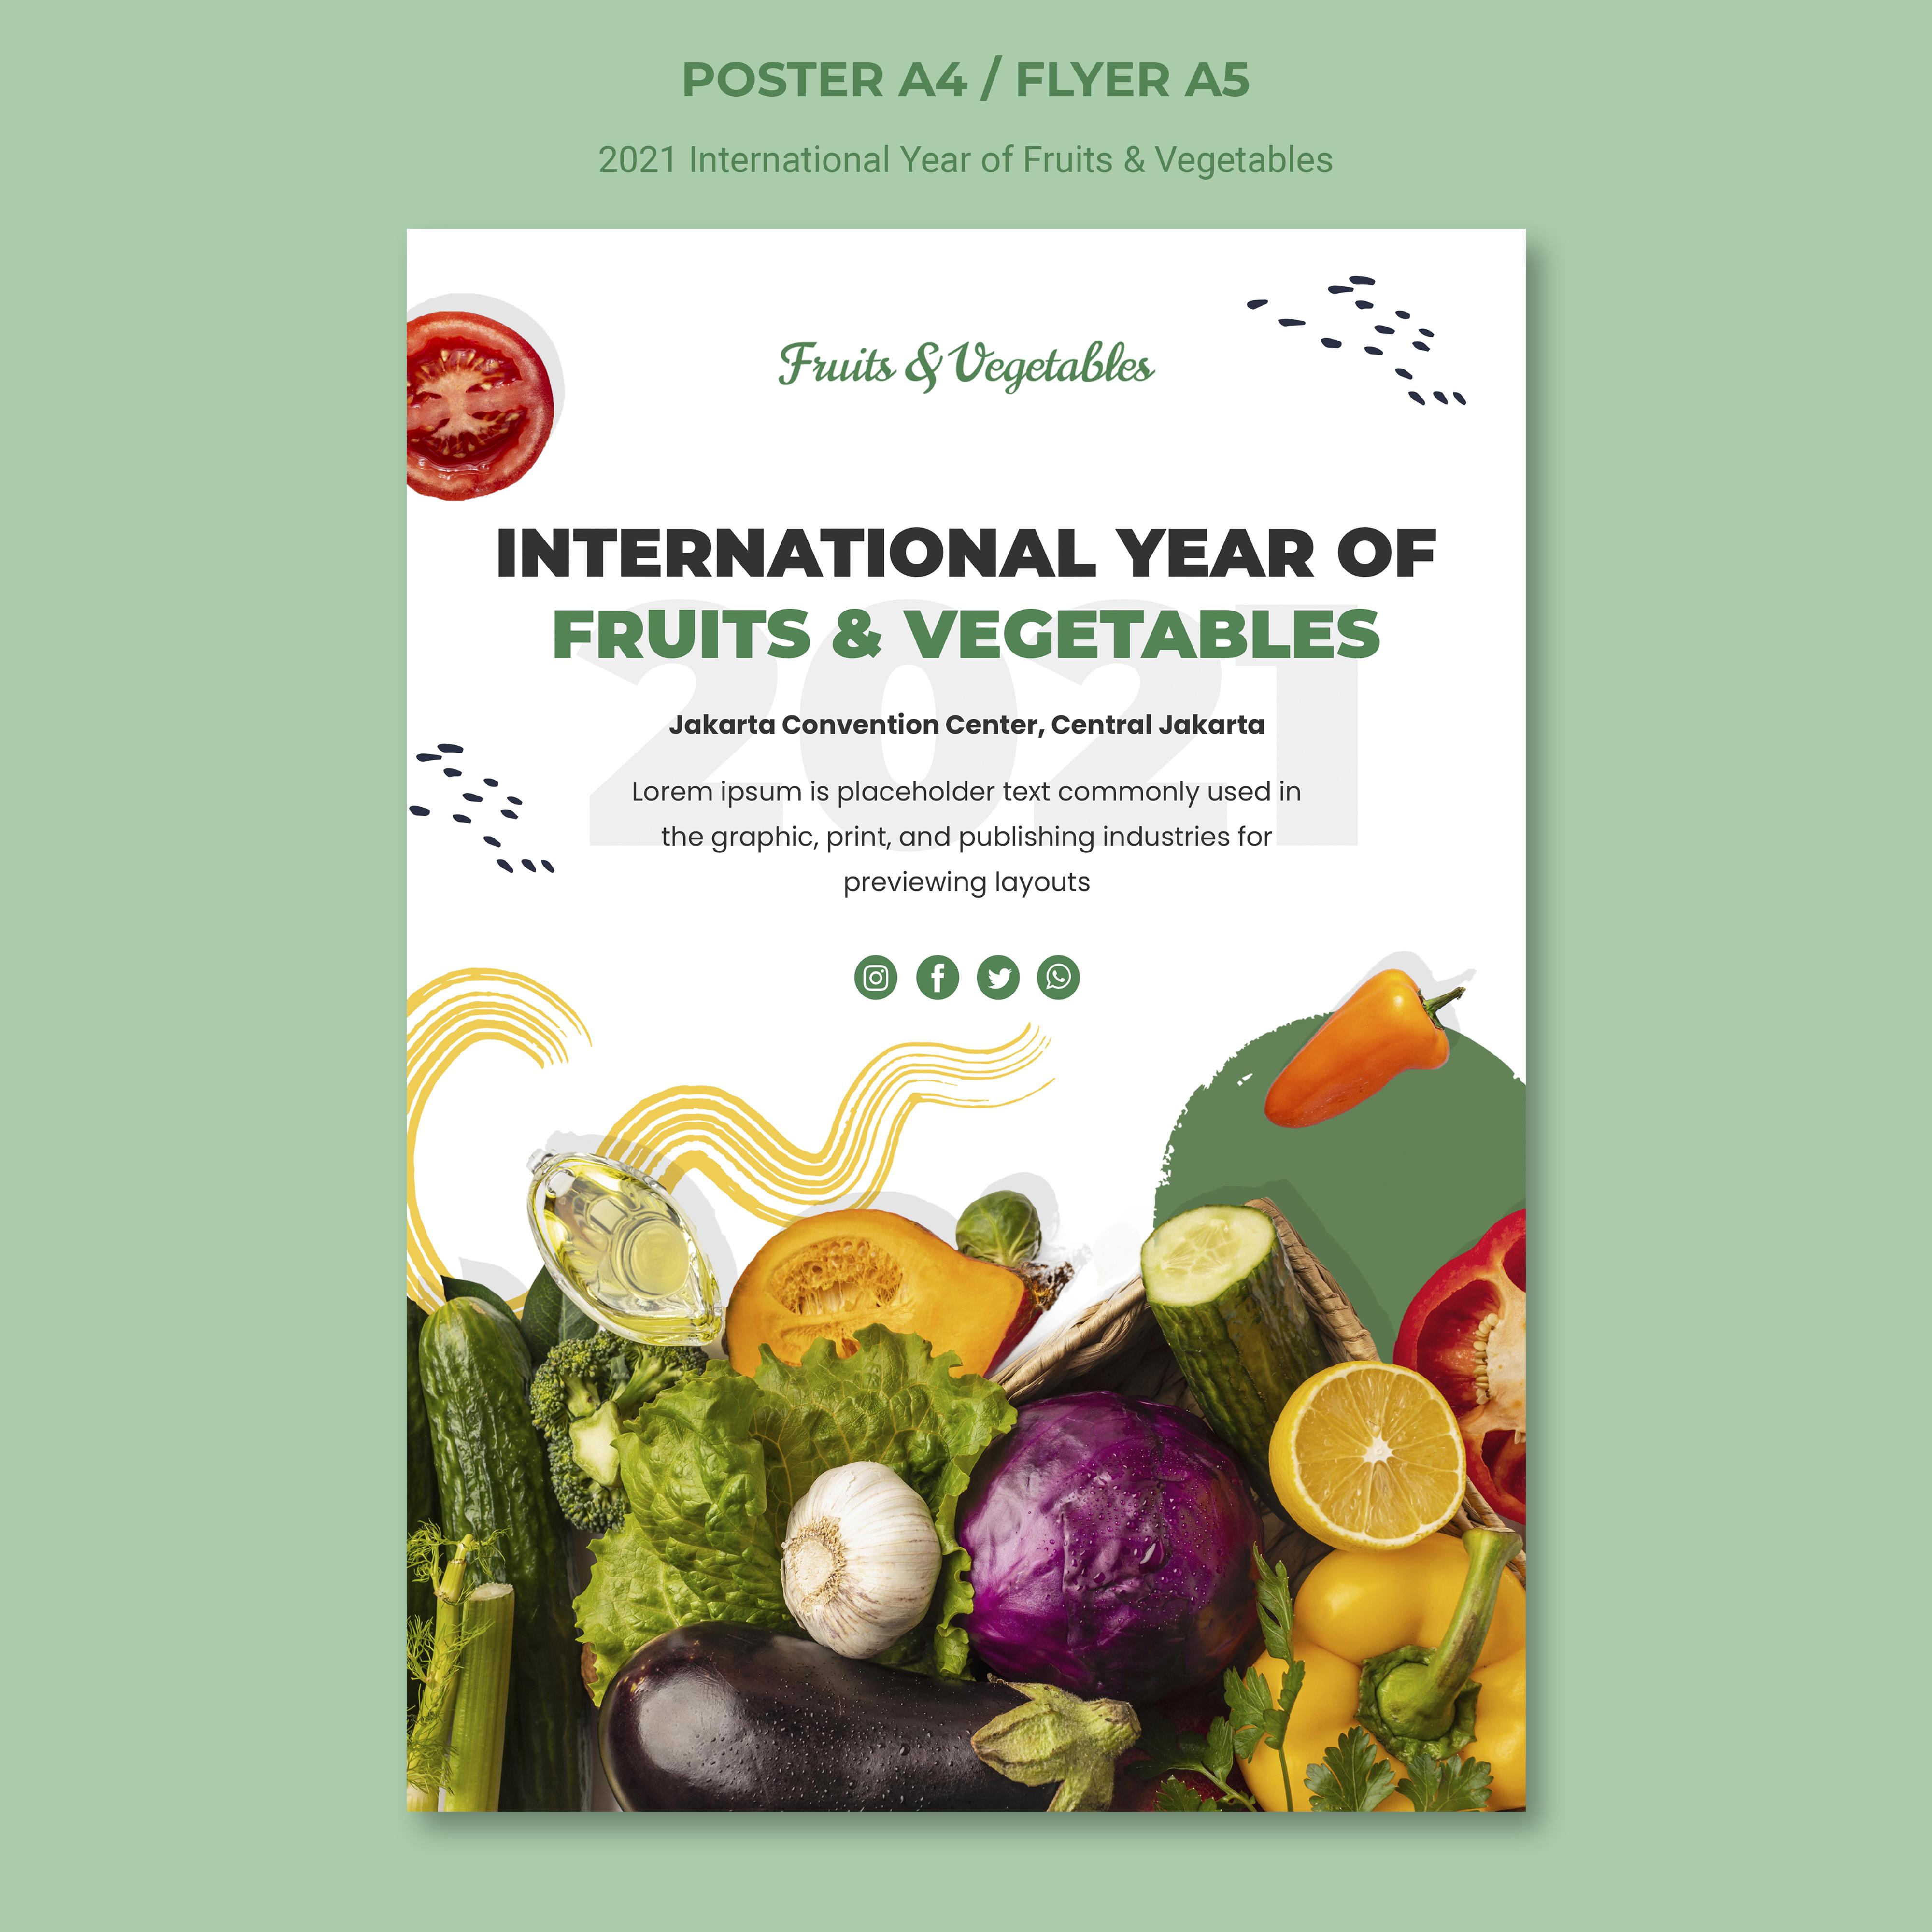 POSTER A4 / FLYER A5
2021 International Year of Fruits & Vegetables
Fruits & Vegetables
INTERNATIONAL YEAR OF
FRUITS & VEGETABLES
2021
Jakarta Convention Center, Central Jakarta
Lorem ipsum is placeholder text commonly used in
the graphic, print, and publishing industries for
previewing layouts